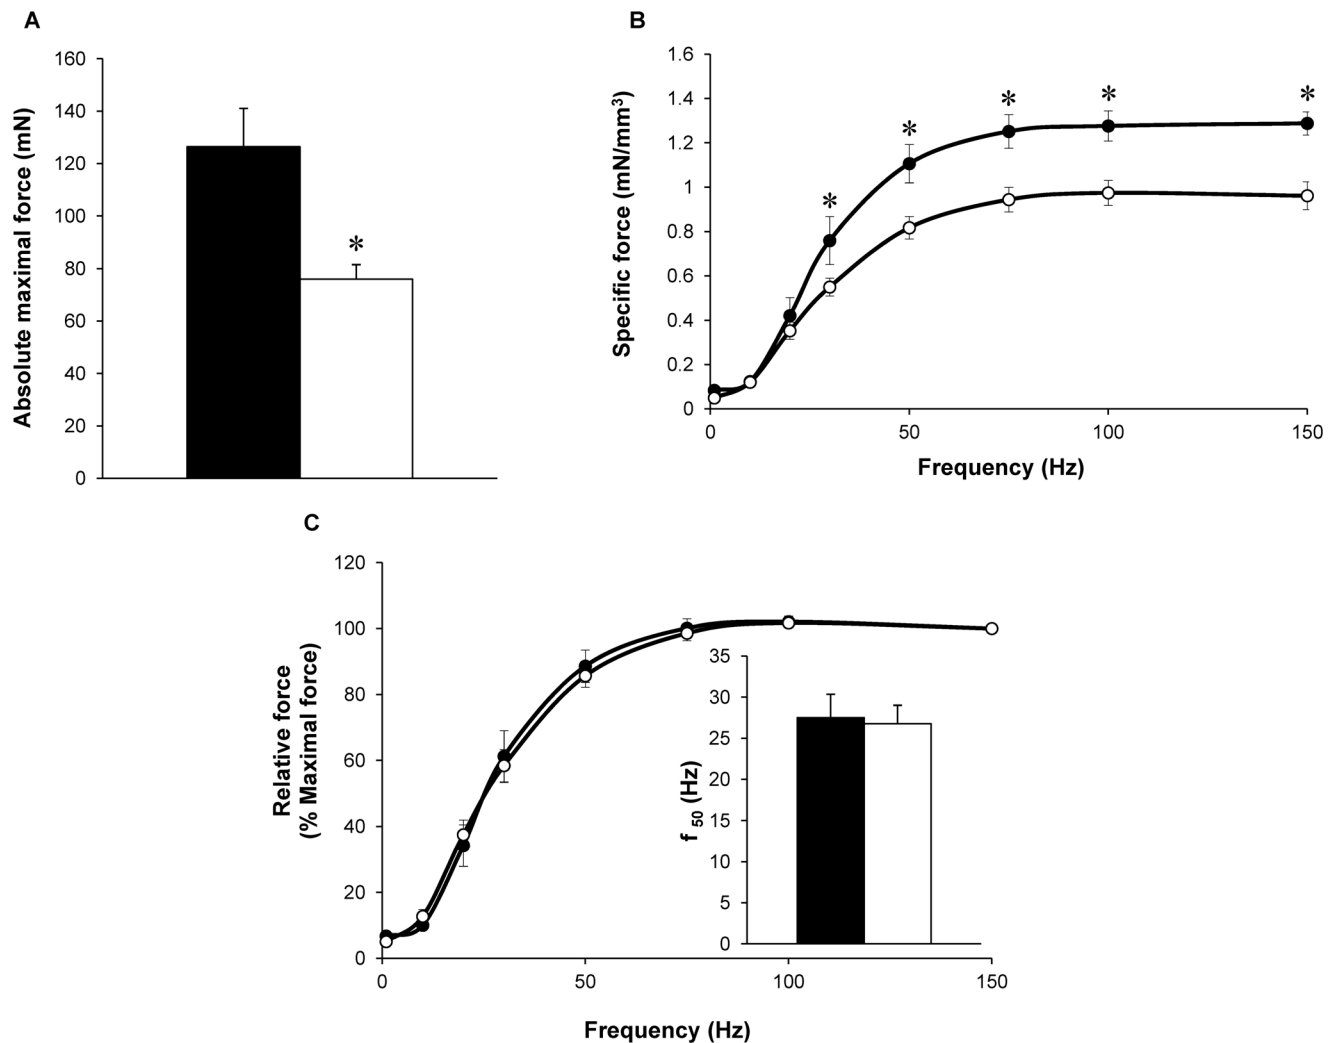 A
Absolute maximal force (mN)
160
140
120
100
80
60
40
20
0
*
B
Specific force (mN/mm³)
1.6
1.4
1.2
1
0.8
0.6
0.4
0.2
0
* * * * *
0 50 100 150
Frequency (Hz)
C
Relative force
(% Maximal force)
120
100
80
60
40
20
0
0 50 100 150
Frequency (Hz)
f 50 (Hz)
35
30
25
20
15
10
5
0